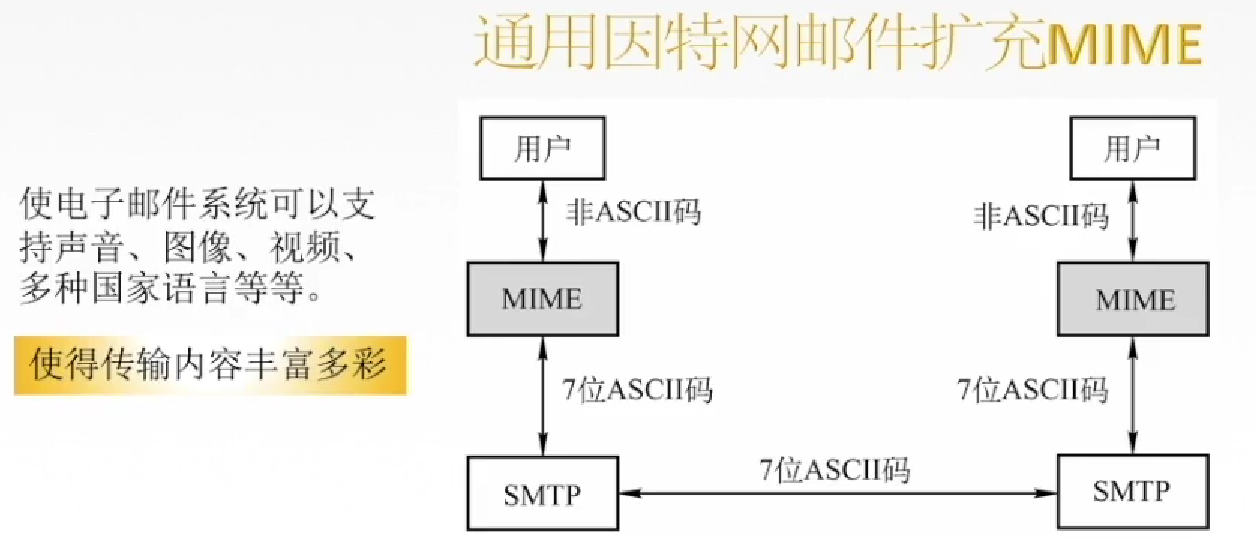 通用因特网邮件扩充MIME
使电子邮件系统可以支
持声音、图像、视频、
多种国家语言等等。
使得传输内容丰富多彩
用户
用户
非ASCII码
非ASCII码
MIME
MIME
7位ASCII码
7位ASCII码
7位ASCII码
SMTP
SMTP